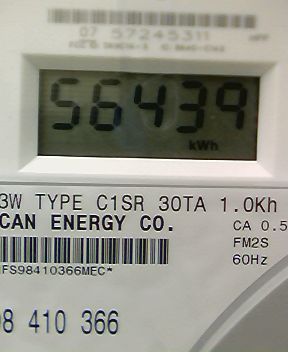 07 57245311
56439
kWh
3W TYPE C1SR 30TA 1.0Kh
CAN ENERGY CO.
CA 0.5
FM2S
60Hz
FS98410366MEC*
98 410 366